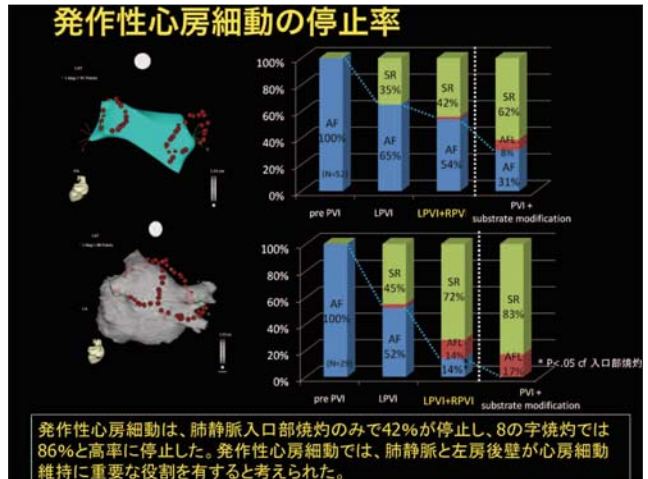 発作性心房細動の停止率
100%
80%
60%
40%
20%
0%
AF
100%
(N=52)
SR
35%
AF
65%
SR
42%
AF
54%
SR
62%
AFL
8%
AF
31%
pre PVI
LPVI
LPVI+RPVI
PVI +
substrate modification
100%
80%
60%
40%
20%
0%
AF
100%
(N=29)
SR
45%
AF
52%
SR
72%
AFL
14%
14%
SR
83%
AFL
17%
* P<.05 cf 入口部焼灼
pre PVI
LPVI
LPVI+RPVI
PVI +
substrate modification
発作性心房細動は、肺静脈入口部焼灼のみで42%が停止し、8の字焼灼では
86%と高率に停止した。発作性心房細動では、肺静脈と左房後壁が心房細動
維持に重要な役割を有すると考えられた。